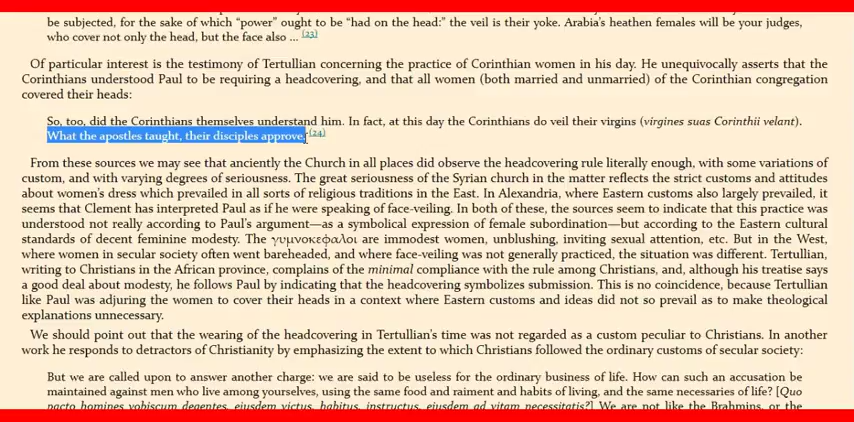 be subjected, for the sake of which “power” ought to be “had on the head:” the veil is their yoke. Arabia’s heathen females will be your judges,
who cover not only the head, but the face also ... (23)
Of particular interest is the testimony of Tertullian concerning the practice of Corinthian women in his day. He unequivocally asserts that the
Corinthians understood Paul to be requiring a headcovering, and that all women (both married and unmarried) of the Corinthian congregation
covered their heads:
So, too, did the Corinthians themselves understand him. In fact, at this day the Corinthians do veil their virgins (virgines suas Corinthii velant).
What the apostles taught, their disciples approve. (24)
From these sources we may see that anciently the Church in all places did observe the headcovering rule literally enough, with some variations of
custom, and with varying degrees of seriousness. The great seriousness of the Syrian church in the matter reflects the strict customs and attitudes
about women’s dress which prevailed in all sorts of religious traditions in the East. In Alexandria, where Eastern customs also largely prevailed, it
seems that Clement has interpreted Paul as if he were speaking of face-veiling. In both of these, the sources seem to indicate that this practice was
understood not really according to Paul’s argument—as a symbolical expression of female subordination—but according to the Eastern cultural
standards of decent feminine modesty. The γυμνοκεφαλοι are immodest women, unblushing, inviting sexual attention, etc. But in the West,
where women in secular society often went bareheaded, and where face-veiling was not generally practiced, the situation was different. Tertullian,
writing to Christians in the African province, complains of the minimal compliance with the rule among Christians, and, although his treatise says
a good deal about modesty, he follows Paul by indicating that the headcovering symbolizes submission. This is no coincidence, because Tertullian
like Paul was adjuring the women to cover their heads in a context where Eastern customs and ideas did not so prevail as to make theological
explanations unnecessary.
We should point out that the wearing of the headcovering in Tertullian’s time was not regarded as a custom peculiar to Christians. In another
work he responds to detractors of Christianity by emphasizing the extent to which Christians followed the ordinary customs of secular society:
But we are called upon to answer another charge: we are said to be useless for the ordinary business of life. How can such an accusation be
maintained against men who live among yourselves, using the same food and raiment and habits of living, and the same necessaries of life? [Quo
pacto homines vobiscum degentes, eiusdem victus, habitus, instructus, eiusdem ad vitam necessitatis?] We are not like the Brahmins, or the